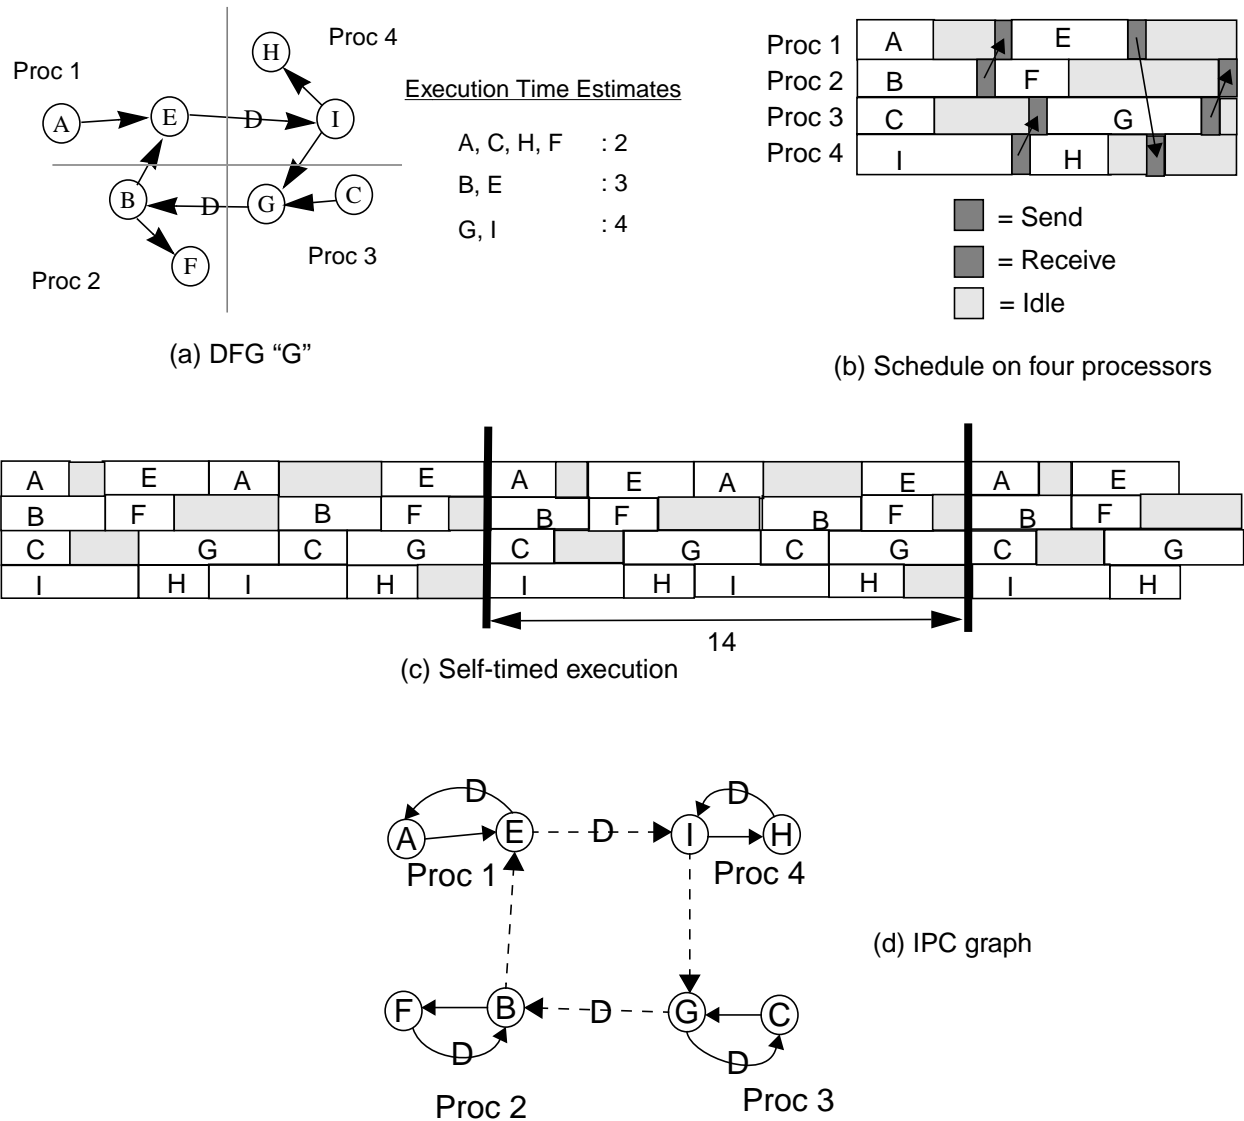 Proc 1
Proc 4
H
A
E
D
I
B
D
G
C
F
Proc 2
Proc 3
(a) DFG “G”
Execution Time Estimates
A, C, H, F : 2
B, E : 3
G, I : 4
Proc 1 A E
Proc 2 B F
Proc 3 C G
Proc 4 I H
= Send
= Receive
= Idle
(b) Schedule on four processors
A E A E A E A E A E
B F B F B F B F B F
C G C G C G C G C G
I H I H I H I H I H
14
(c) Self-timed execution
D
A
E
D
I
D
H
Proc 1
Proc 4
(d) IPC graph
F
B
D
G
C
D
D
Proc 2
Proc 3